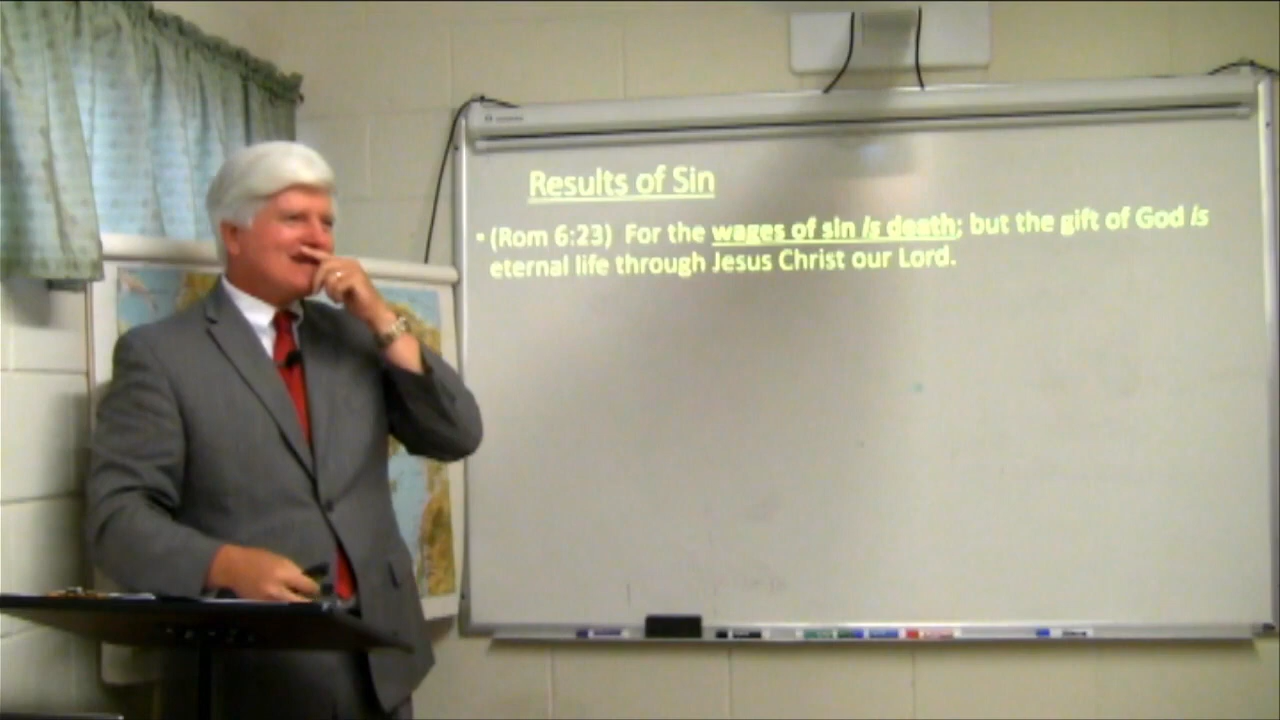 Results of Sin
▪ (Rom 6:23) For the wages of sin is death; but the gift of God is
eternal life through Jesus Christ our Lord.